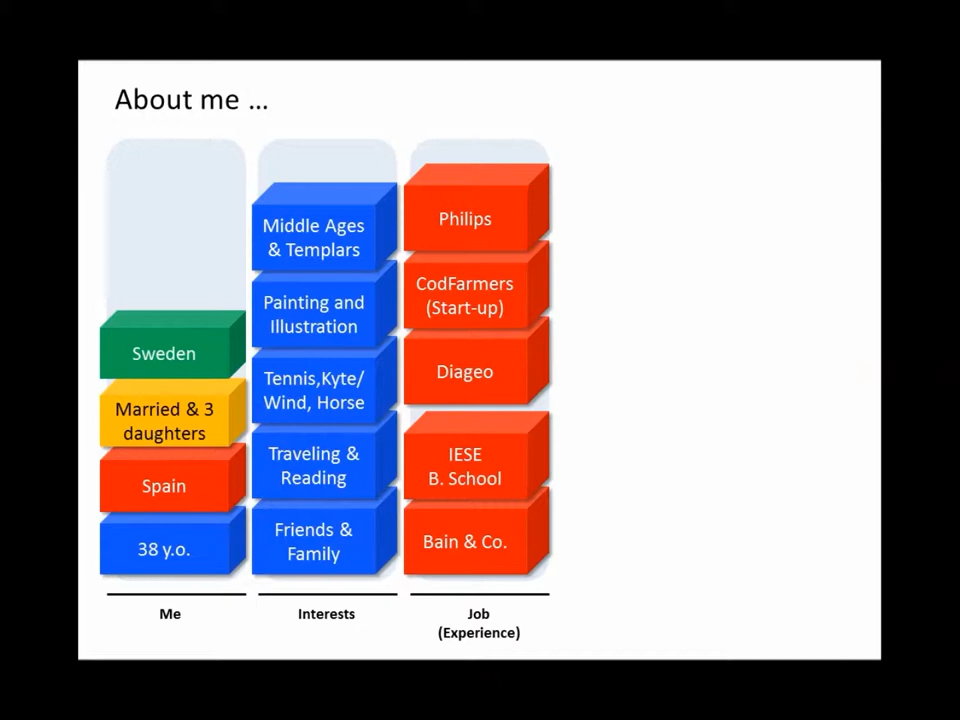 About me ...
Sweden
Married & 3
daughters
Spain
38 y.o.
Me
Middle Ages
& Templars
Painting and
Illustration
Tennis,Kyte/
Wind, Horse
Traveling &
Reading
Friends &
Family
Interests
Philips
CodFarmers
(Start-up)
Diageo
IESE
B. School
Bain & Co.
Job
(Experience)